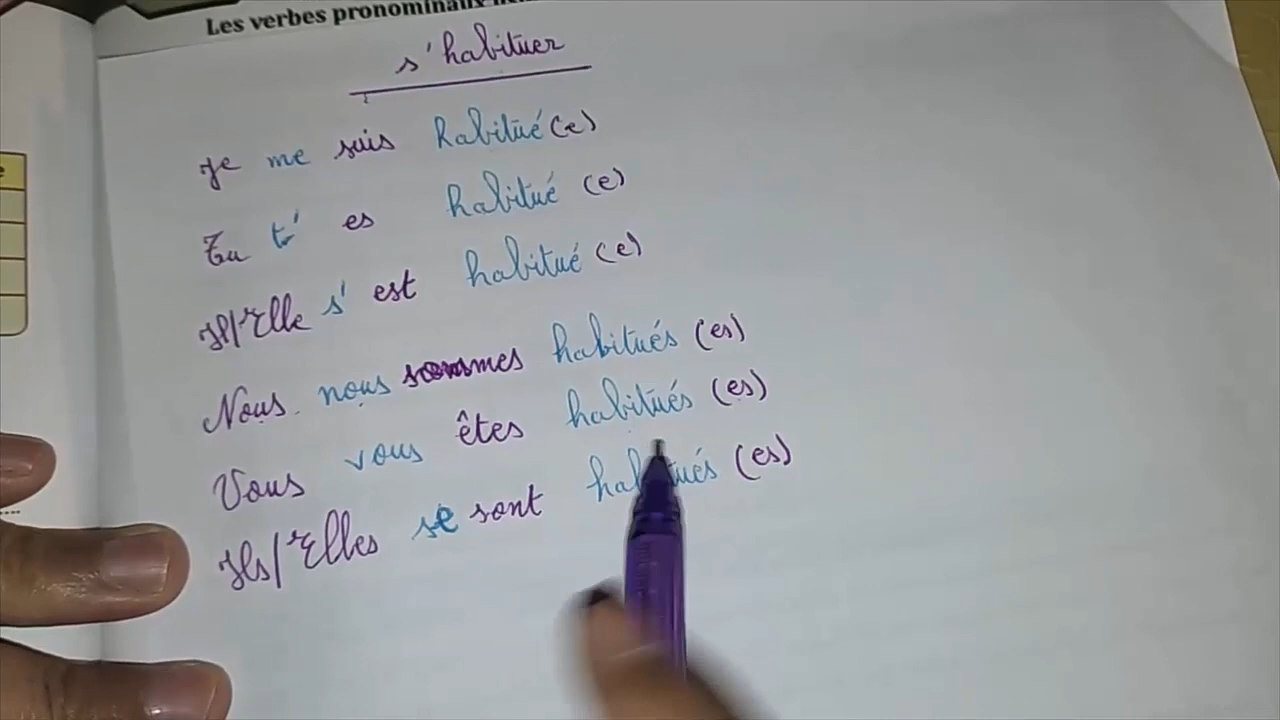 Les verbes pronominaux
s'habituer
Je me suis habitué(e)
Tu t' es habitué (e)
Il/Elle s' est habitué (e)
Nous nous sommes habitués (es)
Vous vous êtes habitués (es)
Ils/Elles se sont habitués (es)